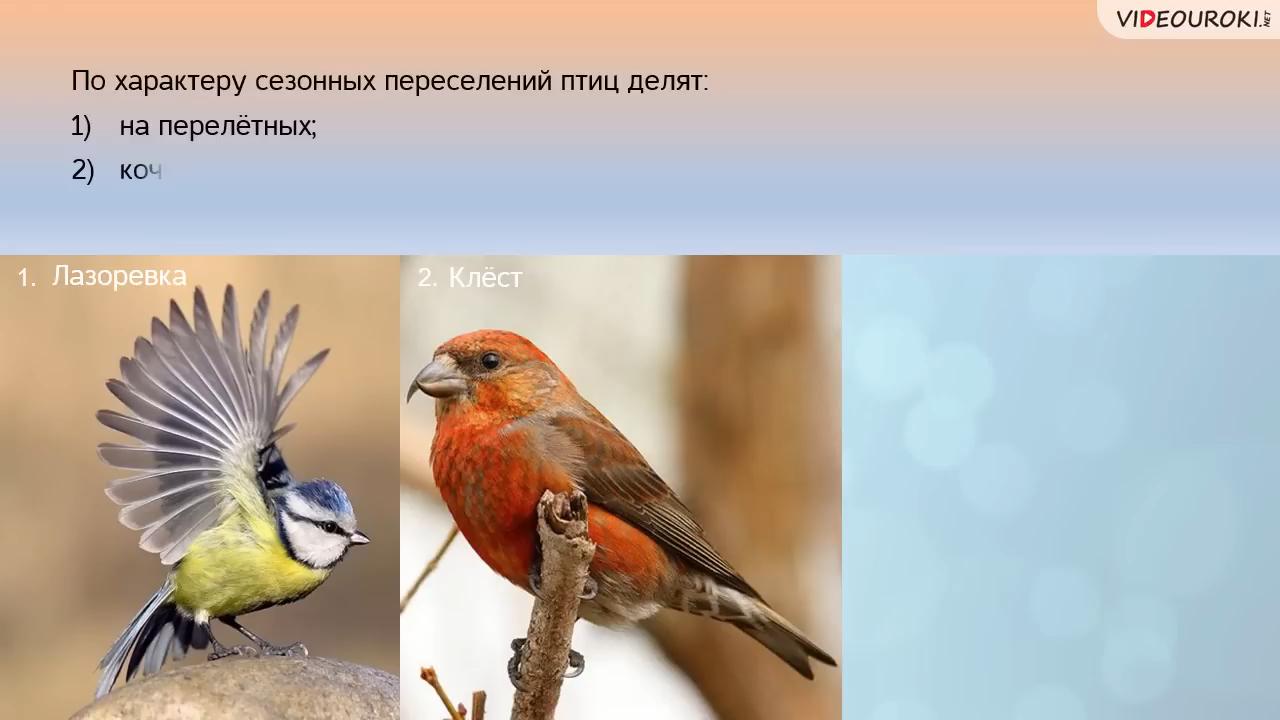 VIDEOUROKI.NET
По характеру сезонных переселений птиц делят:
1) на перелётных;
2) коч
1. Лазоревка
2. Клёст